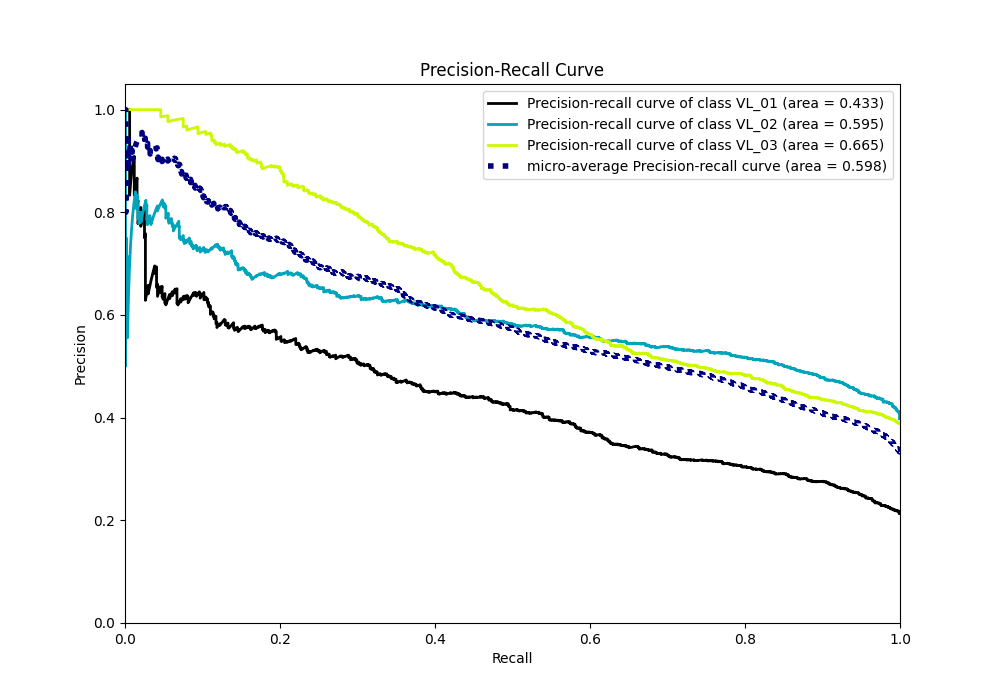 Precision-Recall Curve
Precision-recall curve of class VL_01 (area = 0.433)
Precision-recall curve of class VL_02 (area = 0.595)
Precision-recall curve of class VL_03 (area = 0.665)
micro-average Precision-recall curve (area = 0.598)
Precision
1.0
0.8
0.6
0.4
0.2
0.0
0.0 0.2 0.4 0.6 0.8 1.0
Recall